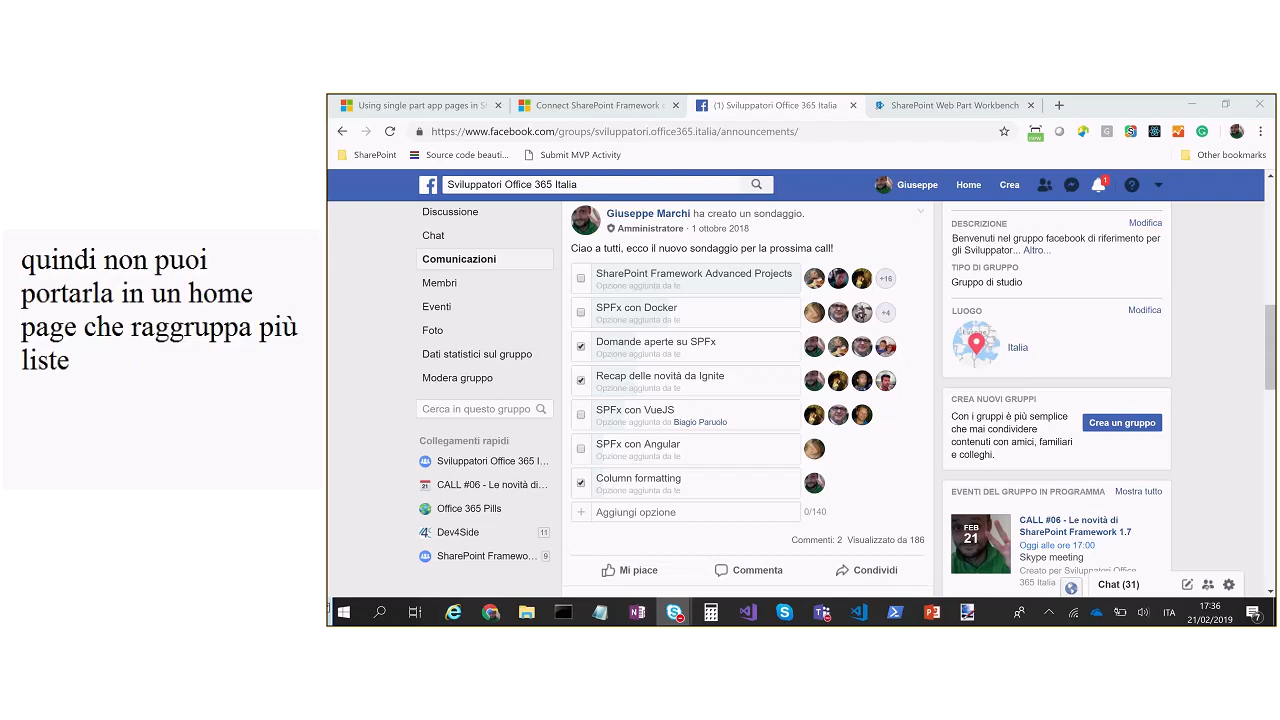 quindi non puoi
portarla in un home
page che raggruppa più
liste
Using single part app pages in S
Connect SharePoint Framework
(1) Sviluppatori Office 365 Italia
SharePoint Web Part Workbench
https://www.facebook.com/groups/sviluppatori.office365.italia/announcements/
SharePoint
Source code beauti...
Submit MVP Activity
Other bookmarks
Sviluppatori Office 365 Italia
Giuseppe
Home
Crea
1
Discussione
Chat
Comunicazioni
Membri
Eventi
Foto
Dati statistici sul gruppo
Modera gruppo
Cerca in questo gruppo
Collegamenti rapidi
Sviluppatori Office 365 I...
CALL #06 - Le novità di...
Office 365 Pills
Dev4Side
11
SharePoint Framewo...
9
Giuseppe Marchi ha creato un sondaggio.
Amministratore · 1 ottobre 2018
Ciao a tutti, ecco il nuovo sondaggio per la prossima call!
SharePoint Framework Advanced Projects
Opzione aggiunta da te
+16
SPFx con Docker
Opzione aggiunta da te
+4
Domande aperte su SPFx
Opzione aggiunta da te
Recap delle novità da Ignite
Opzione aggiunta da te
SPFx con VueJS
Opzione aggiunta da Biagio Paruolo
SPFx con Angular
Opzione aggiunta da te
Column formatting
Opzione aggiunta da te
Aggiungi opzione
0/140
Commenti: 2 Visualizzato da 186
Mi piace
Commenta
Condividi
DESCRIZIONE
Modifica
Benvenuti nel gruppo facebook di riferimento per
gli Sviluppator... Altro...
TIPO DI GRUPPO
Gruppo di studio
LUOGO
Modifica
Italia
CREA NUOVI GRUPPI
Con i gruppi è più semplice
che mai condividere
contenuti con amici, familiari
e colleghi.
Crea un gruppo
EVENTI DEL GRUPPO IN PROGRAMMA
Mostra tutto
FEB
21
CALL #06 - Le novità di
SharePoint Framework 1.7
Oggi alle ore 17:00
Skype meeting
Creato per Sviluppatori Office
365 Italia
Chat (31)
ITA
17:36
21/02/2019
7